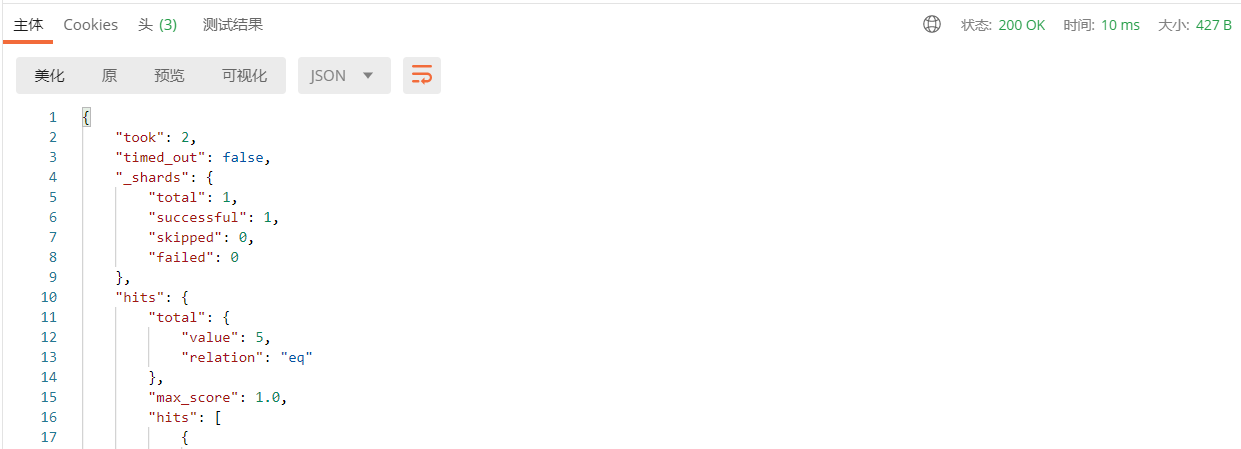 主体 Cookies 头 (3) 测试结果 状态: 200 OK 时间: 10 ms 大小: 427 B
美化 原 预览 可视化 JSON
1 {
2 "took": 2,
3 "timed_out": false,
4 "_shards": {
5 "total": 1,
6 "successful": 1,
7 "skipped": 0,
8 "failed": 0
9 },
10 "hits": {
11 "total": {
12 "value": 5,
13 "relation": "eq"
14 },
15 "max_score": 1.0,
16 "hits": [
17 {